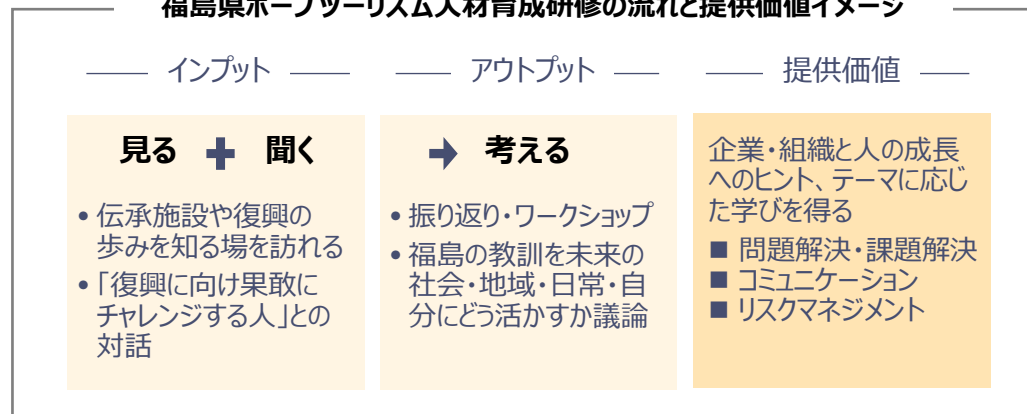 福島県ホープツーリズム人材育成研修の流れと提供価値イメージ
インプット
アウトプット
提供価値
見る + 聞く
• 伝承施設や復興の
歩みを知る場を訪れる
• 「復興に向け果敢に
チャレンジする人」との
対話
➡ 考える
• 振り返り・ワークショップ
• 福島の教訓を未来の
社会・地域・日常・自
分にどう活かすか議論
企業・組織と人の成長
へのヒント、テーマに応じ
た学びを得る
■ 問題解決・課題解決
■ コミュニケーション
■ リスクマネジメント